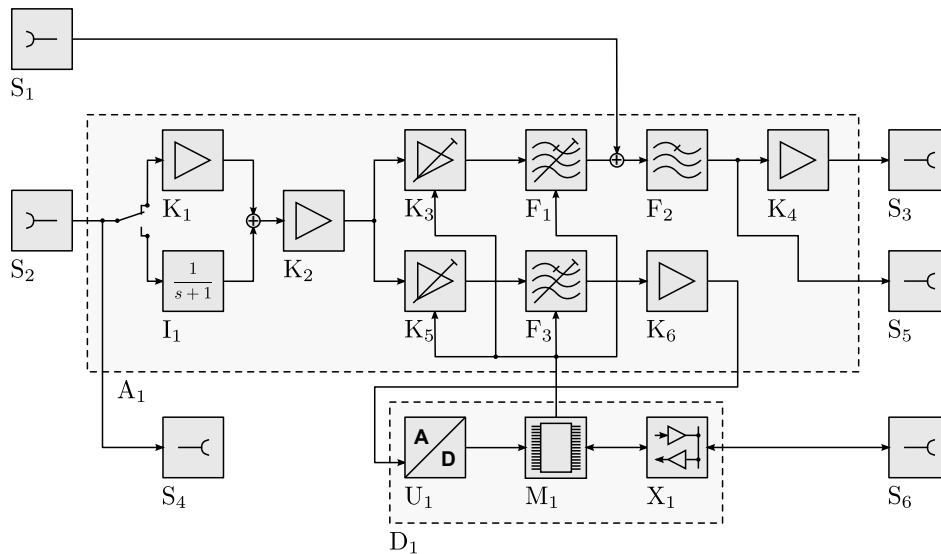 S₁
K₁
K₃
F₁
F₂
K₄
S₃
S₂
K₂
1
s + 1
I₁
K₅
F₃
K₆
S₅
A₁
A
D
S₄
U₁
M₁
X₁
S₆
D₁